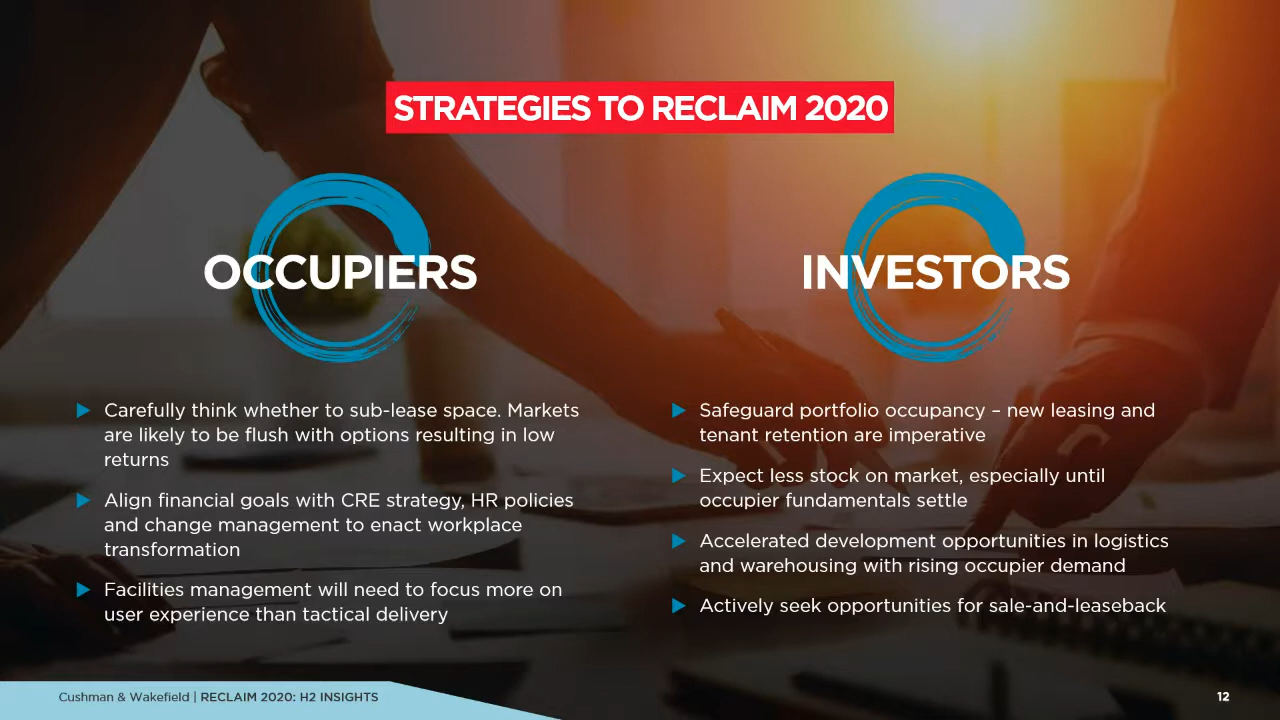 STRATEGIES TO RECLAIM 2020
OCCUPIERS
Carefully think whether to sub-lease space. Markets
are likely to be flush with options resulting in low
returns
Align financial goals with CRE strategy, HR policies
and change management to enact workplace
transformation
Facilities management will need to focus more on
user experience than tactical delivery
INVESTORS
Safeguard portfolio occupancy – new leasing and
tenant retention are imperative
Expect less stock on market, especially until
occupier fundamentals settle
Accelerated development opportunities in logistics
and warehousing with rising occupier demand
Actively seek opportunities for sale-and-leaseback
Cushman & Wakefield | RECLAIM 2020: H2 INSIGHTS
12